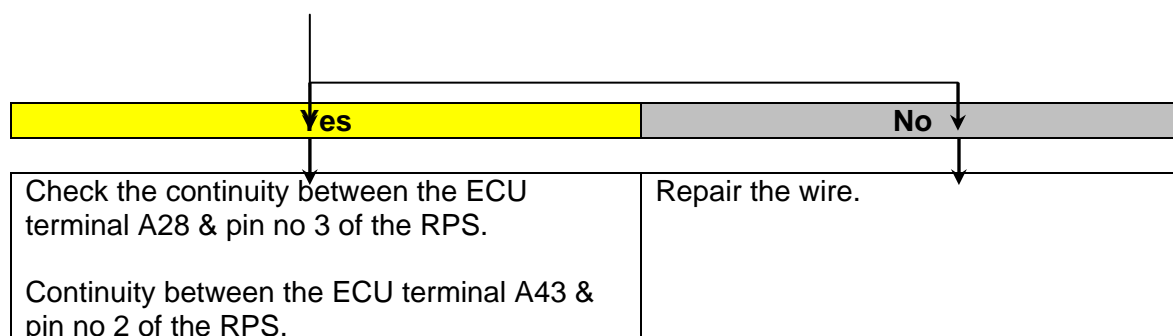 Yes
No
Check the continuity between the ECU
terminal A28 & pin no 3 of the RPS.
Repair the wire.
Continuity between the ECU terminal A43 &
pin no 2 of the RPS.